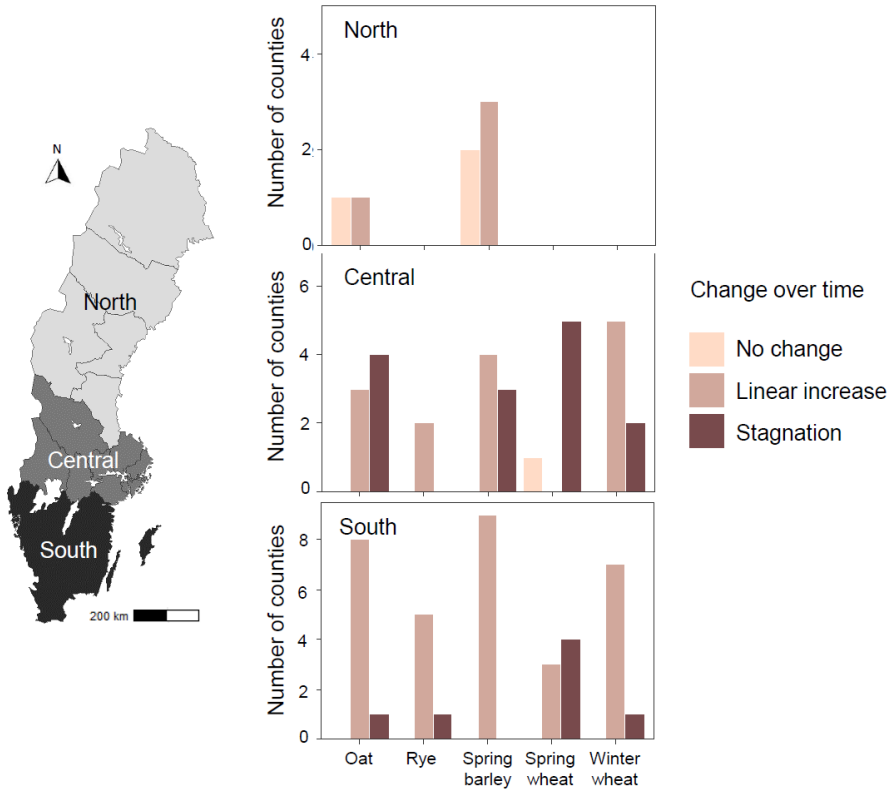 N
North
Central
South
200 km
North
Number of counties
4
2
0
Central
Number of counties
6
4
2
0
South
Number of counties
8
6
4
2
0
Oat
Rye
Spring
barley
Spring
wheat
Winter
wheat
Change over time
No change
Linear increase
Stagnation